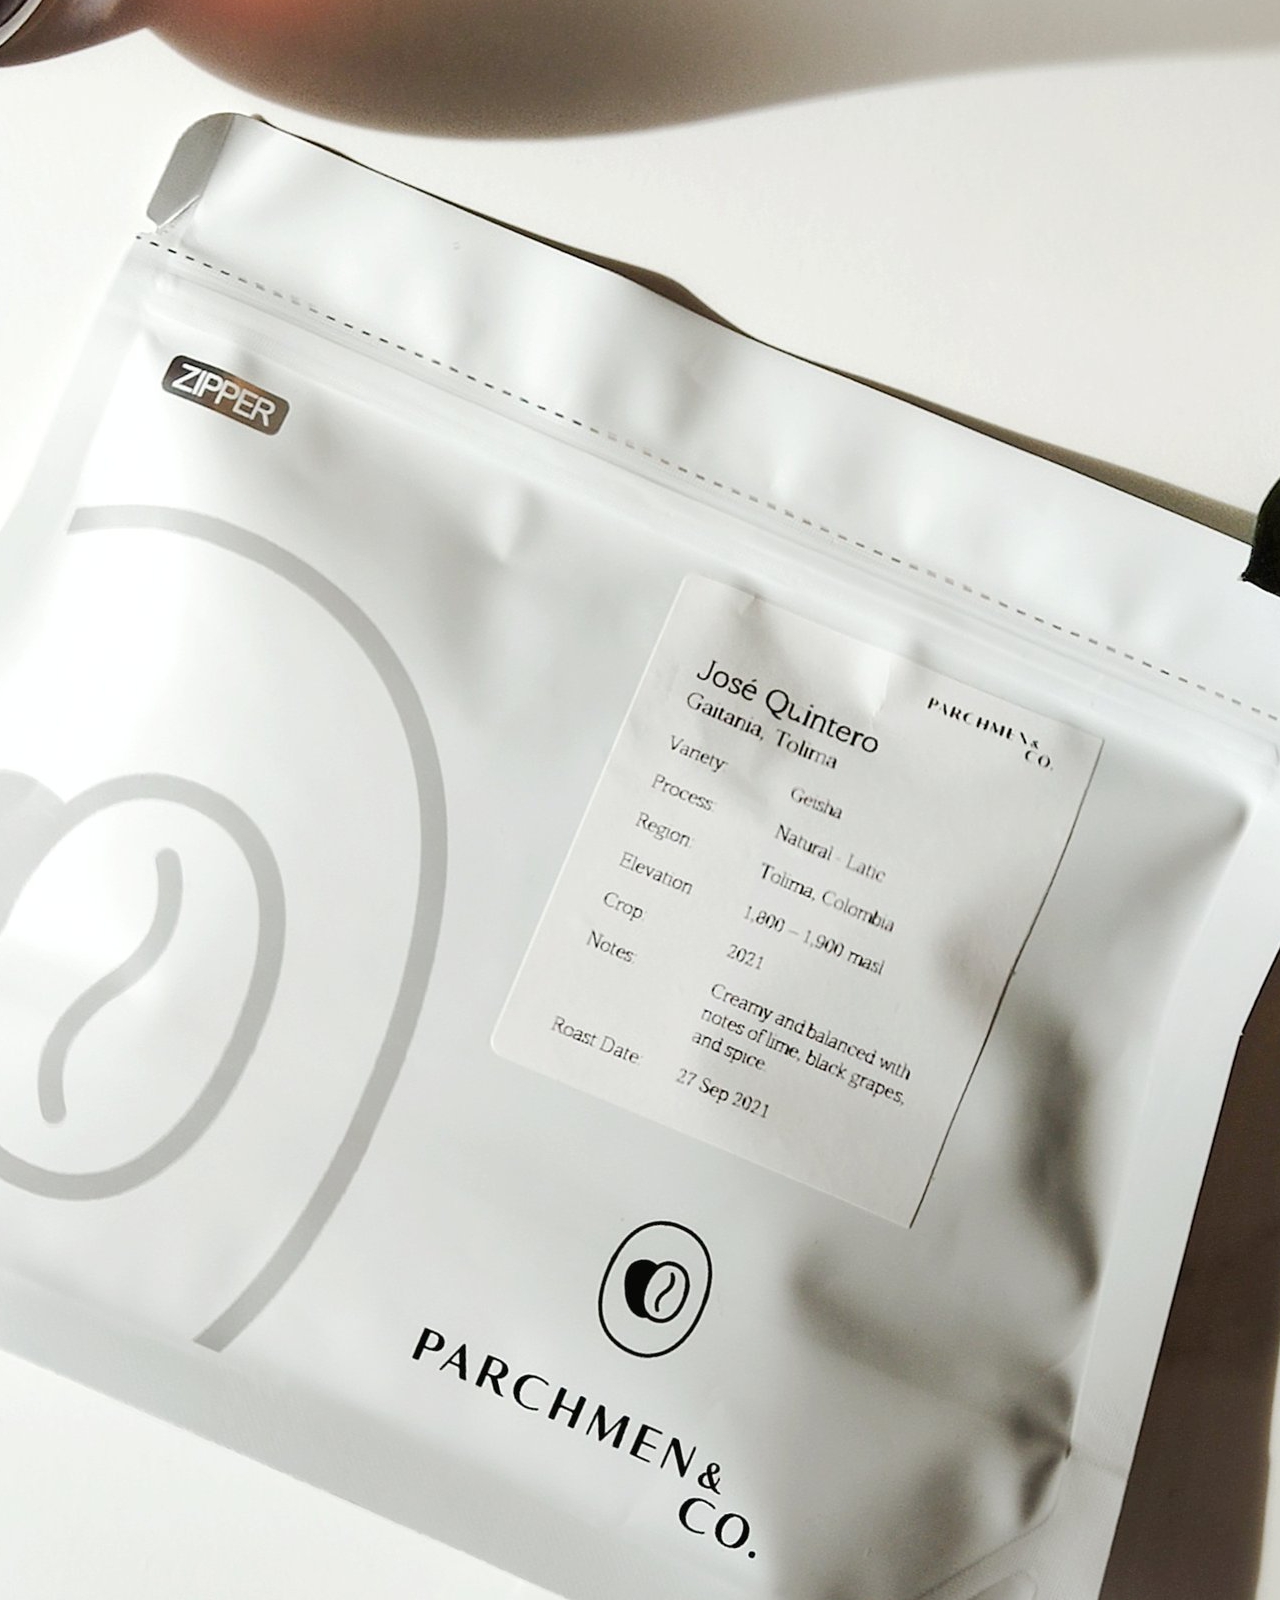 ZIPPER
José Quintero
Gaitania, Tolima
PARCHMEN&
CO.
Variety: Geisha
Process: Natural - Latic
Region: Tolima, Colombia
Elevation 1,800 – 1,900 masl
Crop: 2021
Notes: Creamy and balanced with
notes of lime, black grapes,
and spice.
Roast Date: 27 Sep 2021
PARCHMEN&
CO.